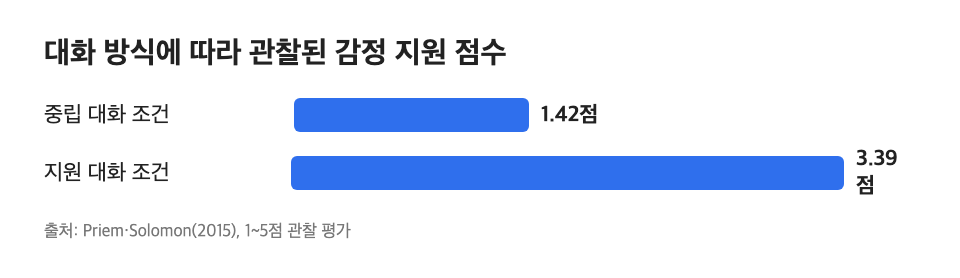 대화 방식에 따라 관찰된 감정 지원 점수
중립 대화 조건
1.42점
지원 대화 조건
3.39
점
출처: Priem·Solomon(2015), 1~5점 관찰 평가